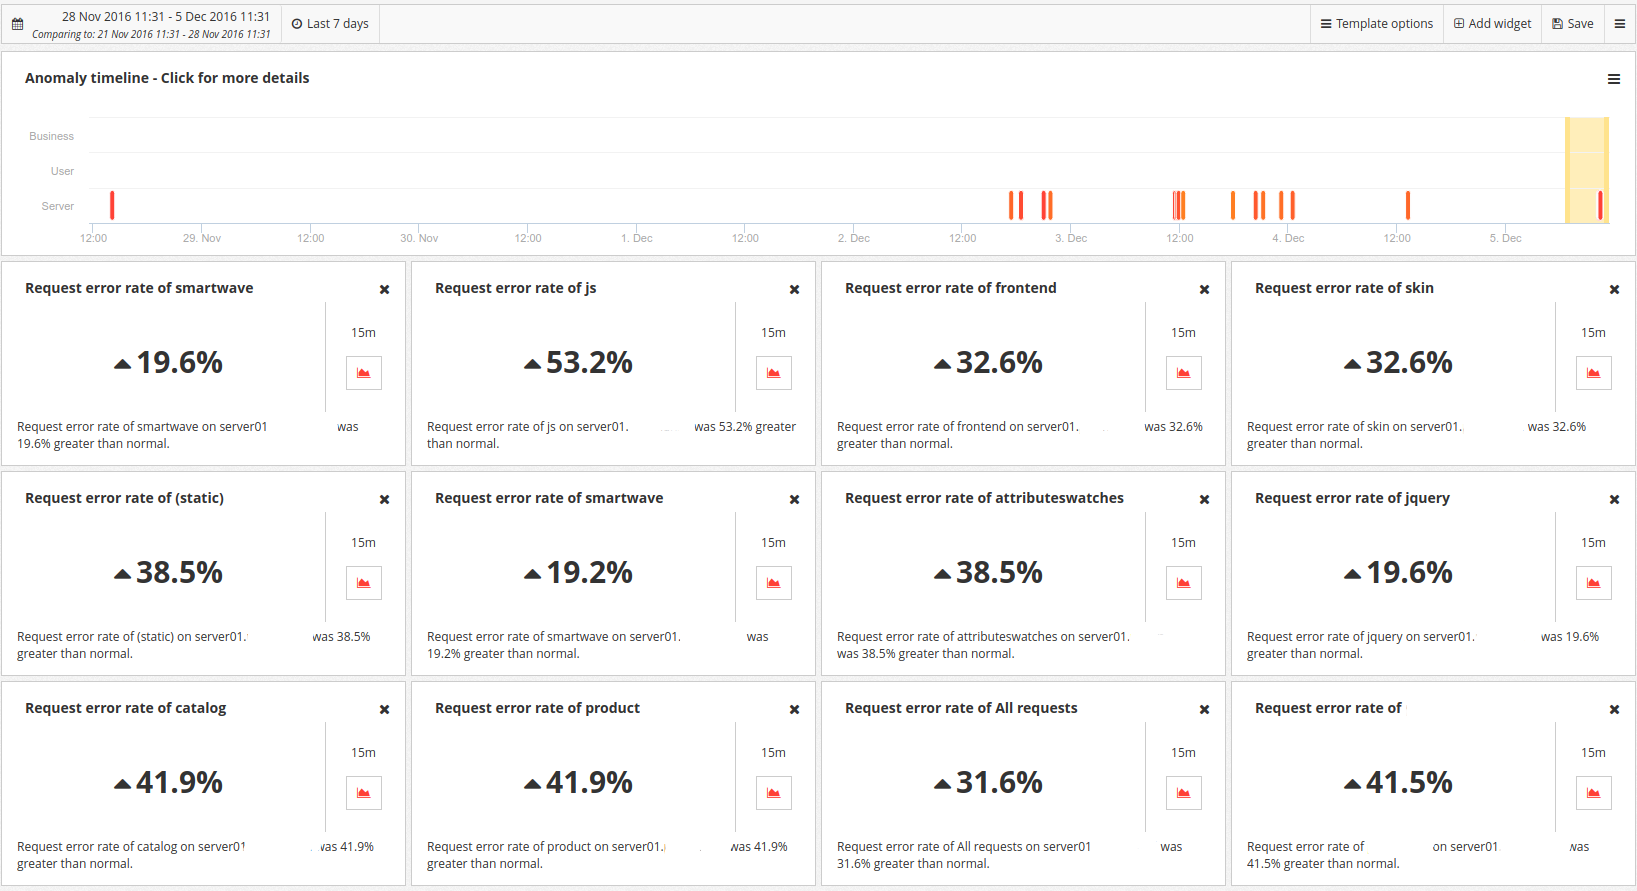 28 Nov 2016 11:31 - 5 Dec 2016 11:31
Comparing to: 21 Nov 2016 11:31 - 28 Nov 2016 11:31
Last 7 days
Template options
Add widget
Save
Anomaly timeline - Click for more details
Business
User
Server
12:00 29. Nov 12:00 30. Nov 12:00 1. Dec 12:00 2. Dec 12:00 3. Dec 12:00 4. Dec 12:00 5. Dec
Request error rate of smartwave
15m
19.6%
Request error rate of smartwave on server01 was
19.6% greater than normal.
Request error rate of js
15m
53.2%
Request error rate of js on server01. was 53.2% greater
than normal.
Request error rate of frontend
15m
32.6%
Request error rate of frontend on server01. was 32.6%
greater than normal.
Request error rate of skin
15m
32.6%
Request error rate of skin on server01. was 32.6%
greater than normal.
Request error rate of (static)
15m
38.5%
Request error rate of (static) on server01. was 38.5%
greater than normal.
Request error rate of smartwave
15m
19.2%
Request error rate of smartwave on server01. was
19.2% greater than normal.
Request error rate of attributeswatches
15m
38.5%
Request error rate of attributeswatches on server01.
was 38.5% greater than normal.
Request error rate of jquery
15m
19.6%
Request error rate of jquery on server01. was 19.6%
greater than normal.
Request error rate of catalog
15m
41.9%
Request error rate of catalog on server01 was 41.9%
greater than normal.
Request error rate of product
15m
41.9%
Request error rate of product on server01. was 41.9%
greater than normal.
Request error rate of All requests
15m
31.6%
Request error rate of All requests on server01 was
31.6% greater than normal.
Request error rate of
15m
41.5%
Request error rate of on server01 was
41.5% greater than normal.